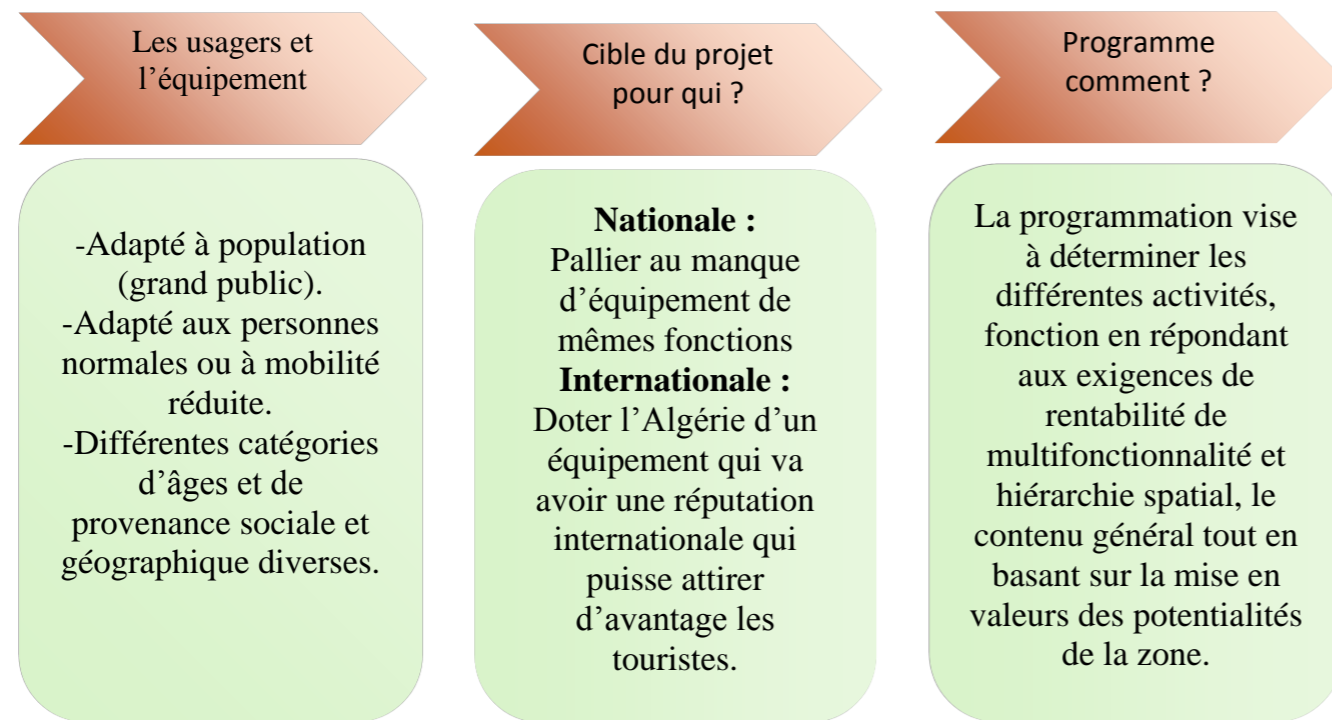 Les usagers et
l’équipement
-Adapté à population
(grand public).
-Adapté aux personnes
normales ou à mobilité
réduite.
-Différentes catégories
d’âges et de
provenance sociale et
géographique diverses.
Cible du projet
pour qui ?
Nationale :
Pallier au manque
d’équipement de
mêmes fonctions
Internationale :
Doter l’Algérie d’un
équipement qui va
avoir une réputation
internationale qui
puisse attirer
d’avantage les
touristes.
Programme
comment ?
La programmation vise
à déterminer les
différentes activités,
fonction en répondant
aux exigences de
rentabilité de
multifonctionnalité et
hiérarchie spatial, le
contenu général tout en
basant sur la mise en
valeurs des potentialités
de la zone.